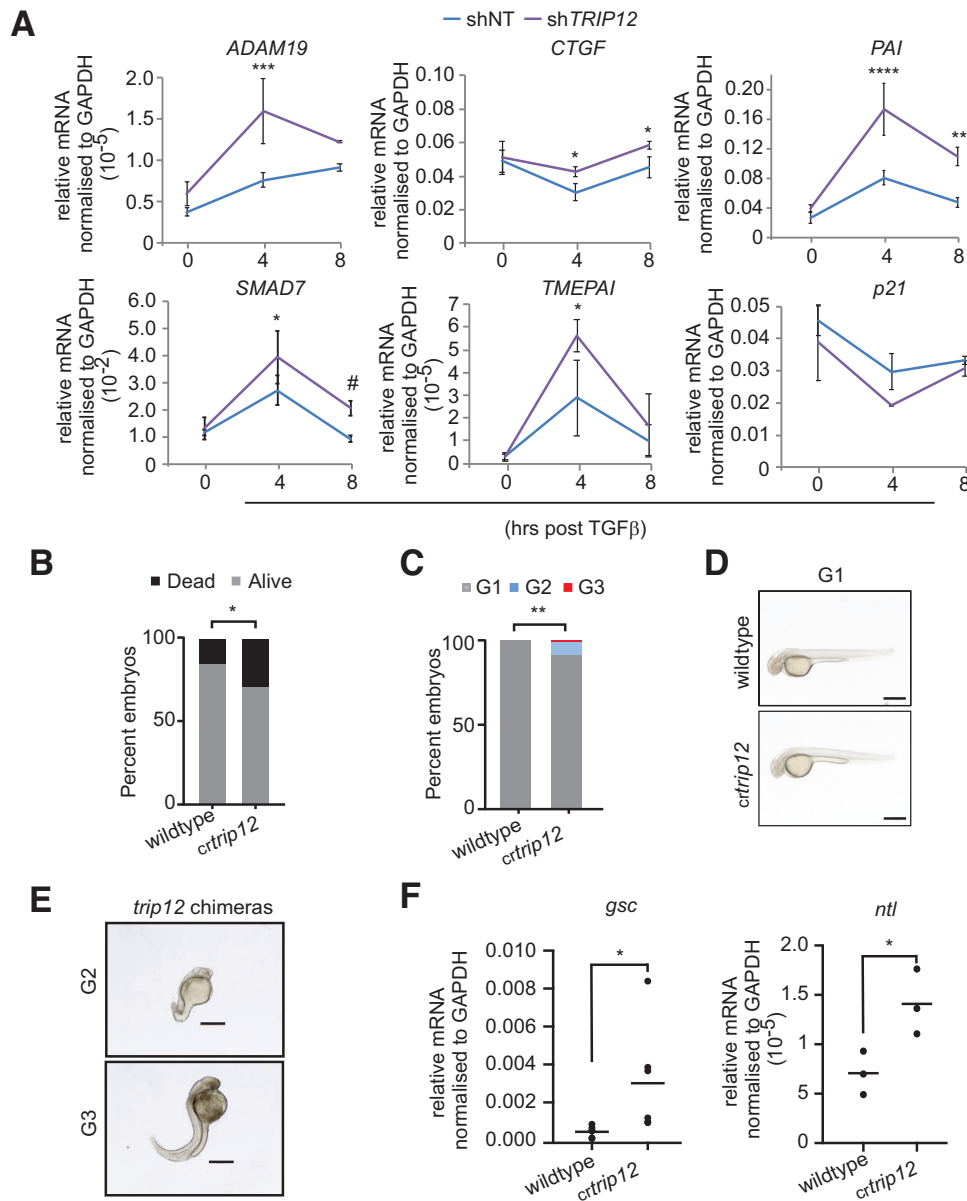 A
shNT shTRIP12
ADAM19
relative mRNA
normalised to GAPDH
(10-5)
2.0
1.5
1.0
0.5
0
***
0 4 8
CTGF
relative mRNA
normalised to GAPDH
0.10
0.08
0.06
0.04
0.02
0
* *
0 4 8
PAI
relative mRNA
normalised to GAPDH
0.20
0.16
0.12
0.08
0.04
0
**** **
0 4 8
SMAD7
relative mRNA
normalised to GAPDH
(10-2)
6.0
5.0
4.0
3.0
2.0
1.0
0
* #
0 4 8
TMEPAI
relative mRNA
normalised to GAPDH
(10-5)
7
6
5
4
3
2
1
0
*
0 4 8
p21
relative mRNA
normalised to GAPDH
0.05
0.04
0.03
0.02
0.01
0.00
0 4 8
(hrs post TGFβ)
B
Dead Alive
*
Percent embryos
100
50
0
wildtype
crtrip12
C
G1 G2 G3
**
Percent embryos
100
50
0
wildtype
crtrip12
D
G1
wildtype
crtrip12
E
trip12 chimeras
G2
G3
F
gsc
relative mRNA
normalised to GAPDH
0.010
0.008
0.006
0.004
0.002
0.000
*
wildtype
crtrip12
ntl
relative mRNA
normalised to GAPDH
(10-5)
2.0
1.5
1.0
0.5
0
*
wildtype
crtrip12